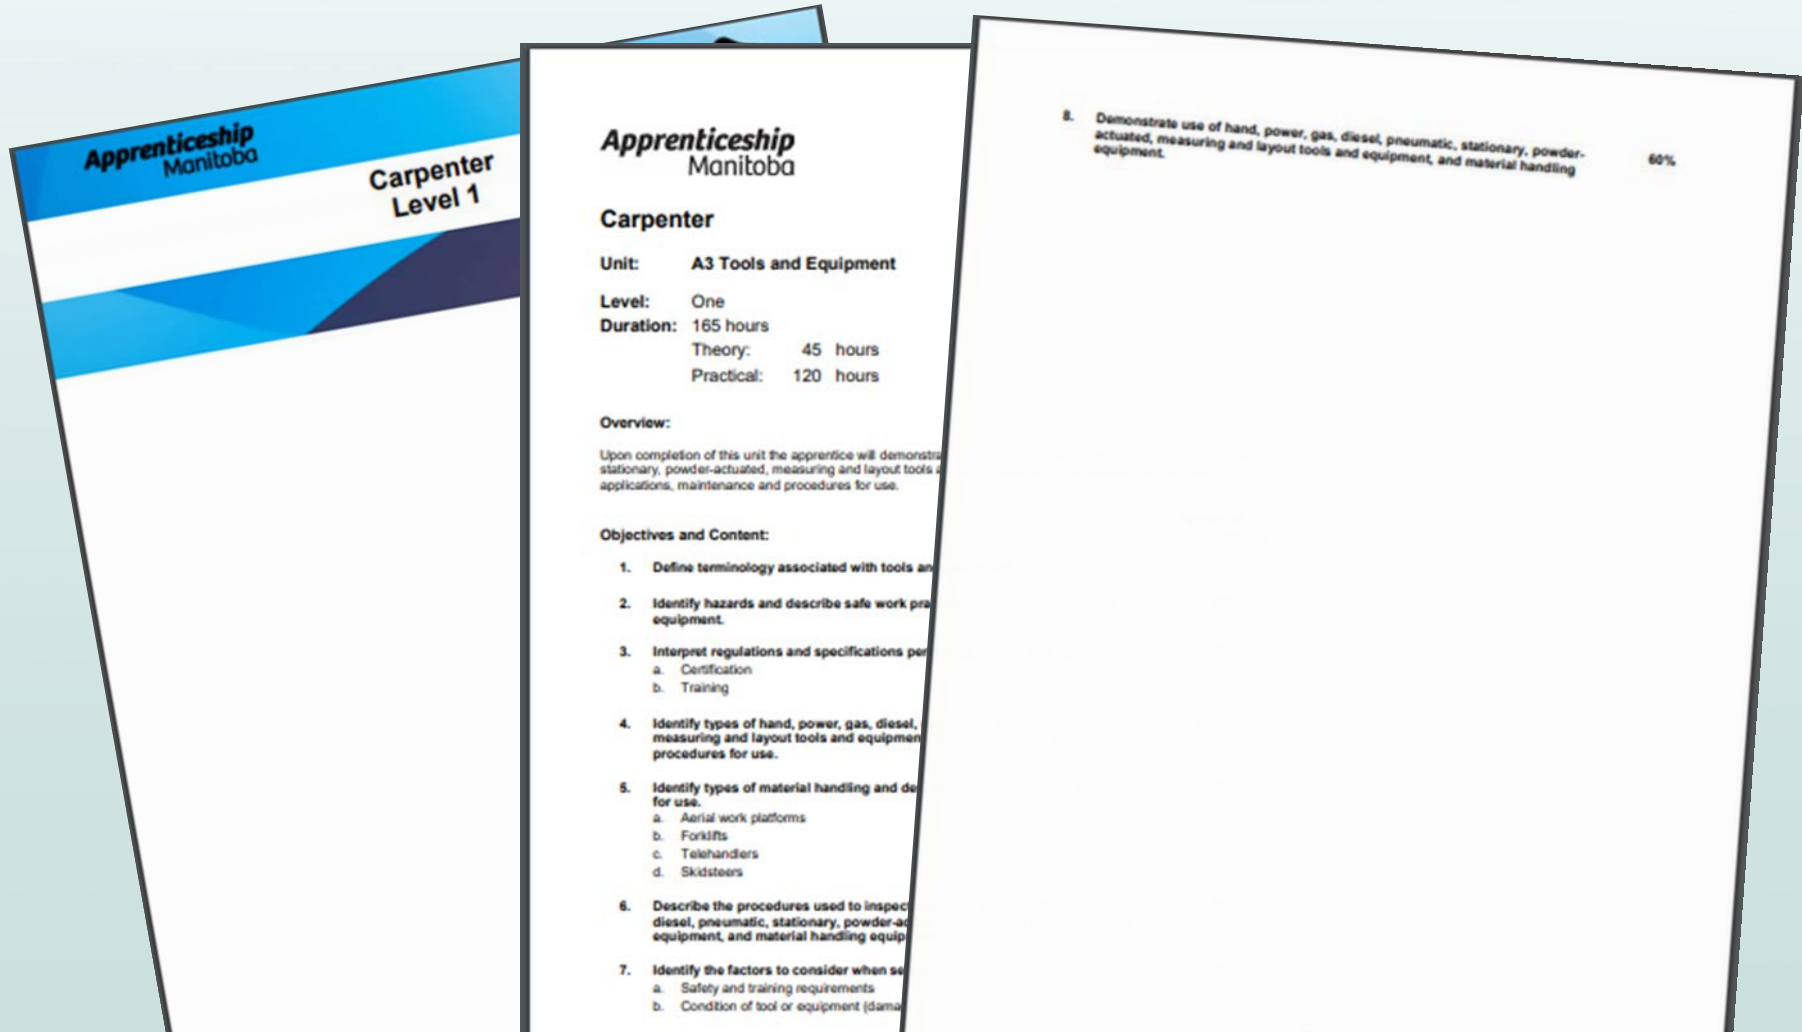 Apprenticeship
Manitoba
Carpenter
Level 1
Apprenticeship
Manitoba
Carpenter
Unit: A3 Tools and Equipment
Level: One
Duration: 165 hours
Theory: 45 hours
Practical: 120 hours
Overview:
Upon completion of this unit the apprentice will demonstra
stationary, powder-actuated, measuring and layout tools
applications, maintenance and procedures for use.
Objectives and Content:
1. Define terminology associated with tools an
2. Identify hazards and describe safe work pra
equipment.
3. Interpret regulations and specifications per
a. Certification
b. Training
4. Identify types of hand, power, gas, diesel,
measuring and layout tools and equipmen
procedures for use.
5. Identify types of material handling and de
for use.
a. Aerial work platforms
b. Forklifts
c. Telehandlers
d. Skidsteers
6. Describe the procedures used to inspect
diesel, pneumatic, stationary, powder-ac
equipment, and material handling equip
7. Identify the factors to consider when se
a. Safety and training requirements
b. Condition of tool or equipment (dama
8. Demonstrate use of hand, power, gas, diesel, pneumatic, stationary, powder-
actuated, measuring and layout tools and equipment, and material handling 60%
equipment.